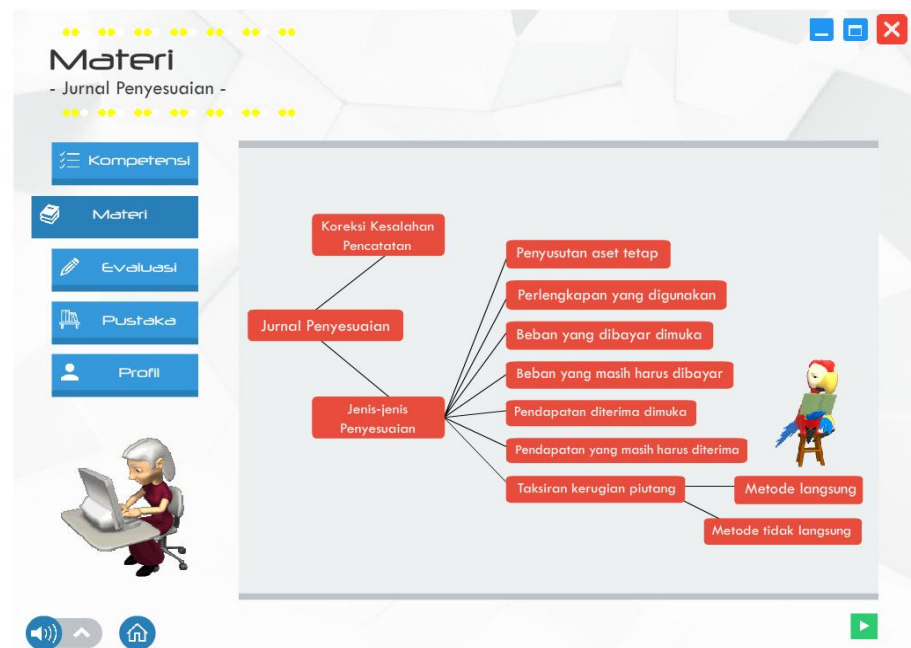 Materi
- Jurnal Penyesuaian -
Kompetensi
Materi
Evaluasi
Pustaka
Profil
Koreksi Kesalahan
Pencatatan
Jurnal Penyesuaian
Jenis-jenis
Penyesuaian
Penyusutan aset tetap
Perlengkapan yang digunakan
Beban yang dibayar dimuka
Beban yang masih harus dibayar
Pendapatan diterima dimuka
Pendapatan yang masih harus diterima
Taksiran kerugian piutang
Metode langsung
Metode tidak langsung